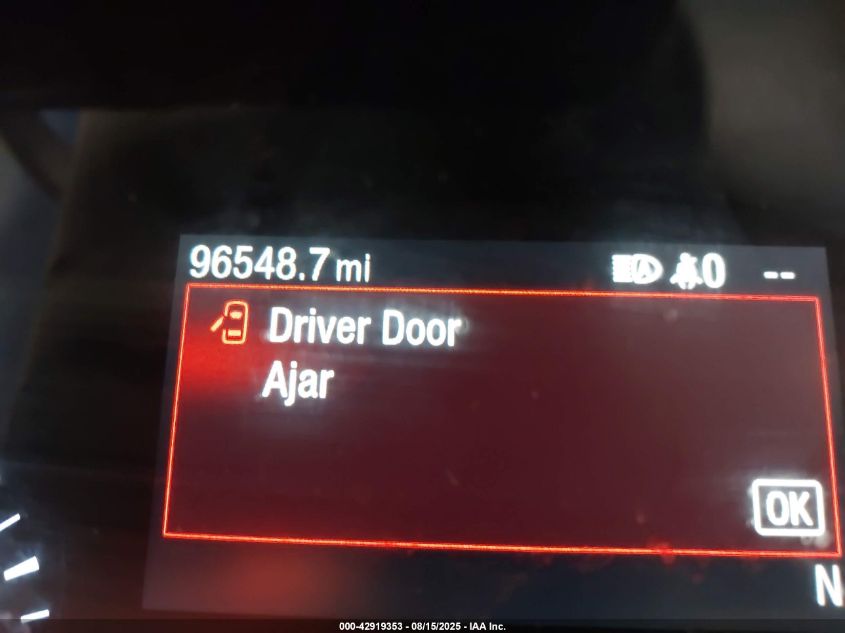 96548.7 mi 0 --
Driver Door
Ajar
OK
N
000-42919353 - 08/15/2025 - IAA Inc.